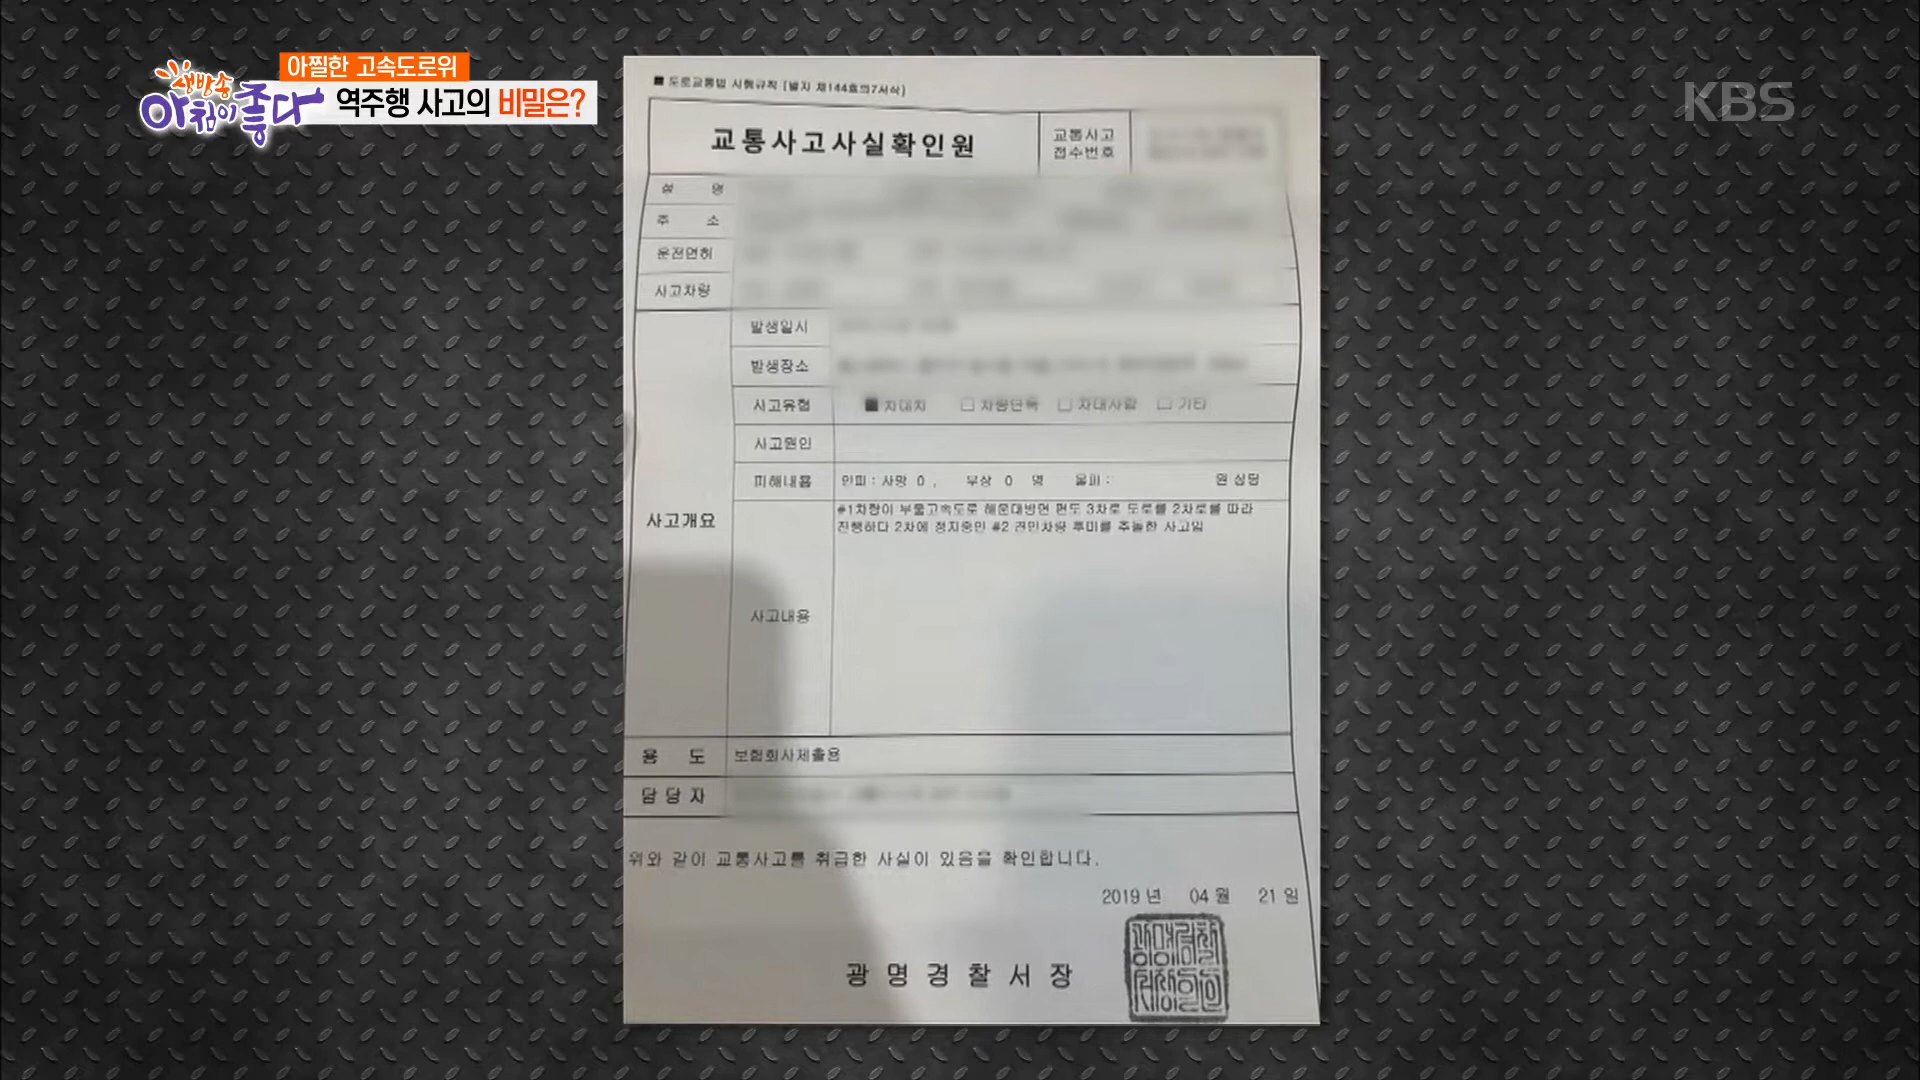 아찔한 고속도로위
생방송
아침이 좋다
역주행 사고의 비밀은?
KBS
■ 도로교통법 시행규칙 [별지 제144호의7서식]
교통사고사실확인원
교통사고
접수번호
성 명
주 소
운전면허
사고차량
사고개요
발생일시
발생장소
사고유형 ■ 차대차 □ 차량단독 □ 차대사람 □ 기타
사고원인
피해내용 인피 : 사망 0 , 부상 0 명 물피 : 원 상당
사고내용
#1차량이 부울고속도로 해운대방면 편도 3차로 도로를 2차로를 따라
진행하다 2차에 정지중인 #2 견인차량 후미를 추돌한 사고임
용 도 보험회사제출용
담 당 자
위와 같이 교통사고를 취급한 사실이 있음을 확인합니다.
2019 년 04 월 21 일
광 명 경 찰 서 장